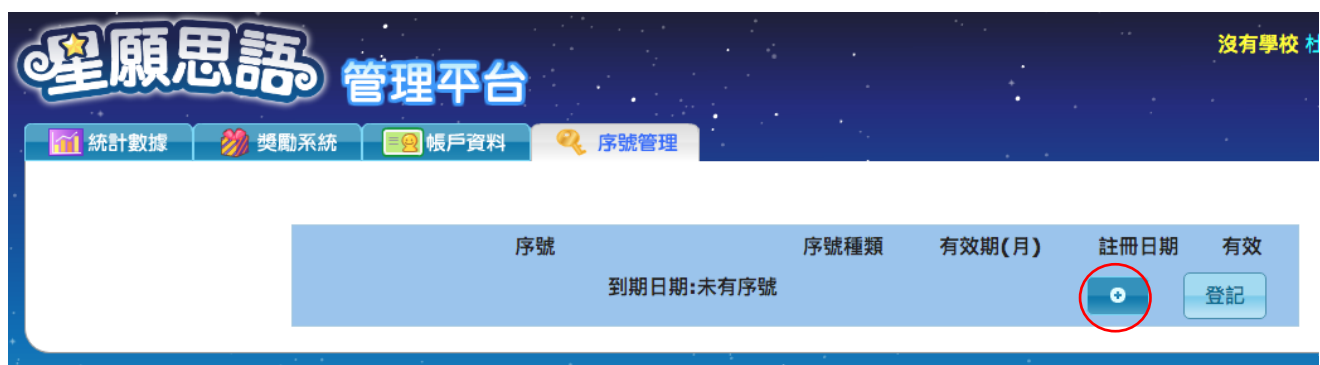 沒有學校
星願思語 管理平台
統計數據 獎勵系統 帳戶資料 序號管理
序號 序號種類 有效期(月) 註冊日期 有效
到期日期:未有序號 登記